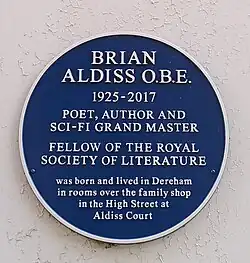 BRIAN
ALDISS O.B.E.
1925-2017
POET, AUTHOR AND
SCI-FI GRAND MASTER
FELLOW OF THE ROYAL
SOCIETY OF LITERATURE
was born and lived in Dereham
in rooms over the family shop
in the High Street at
Aldiss Court